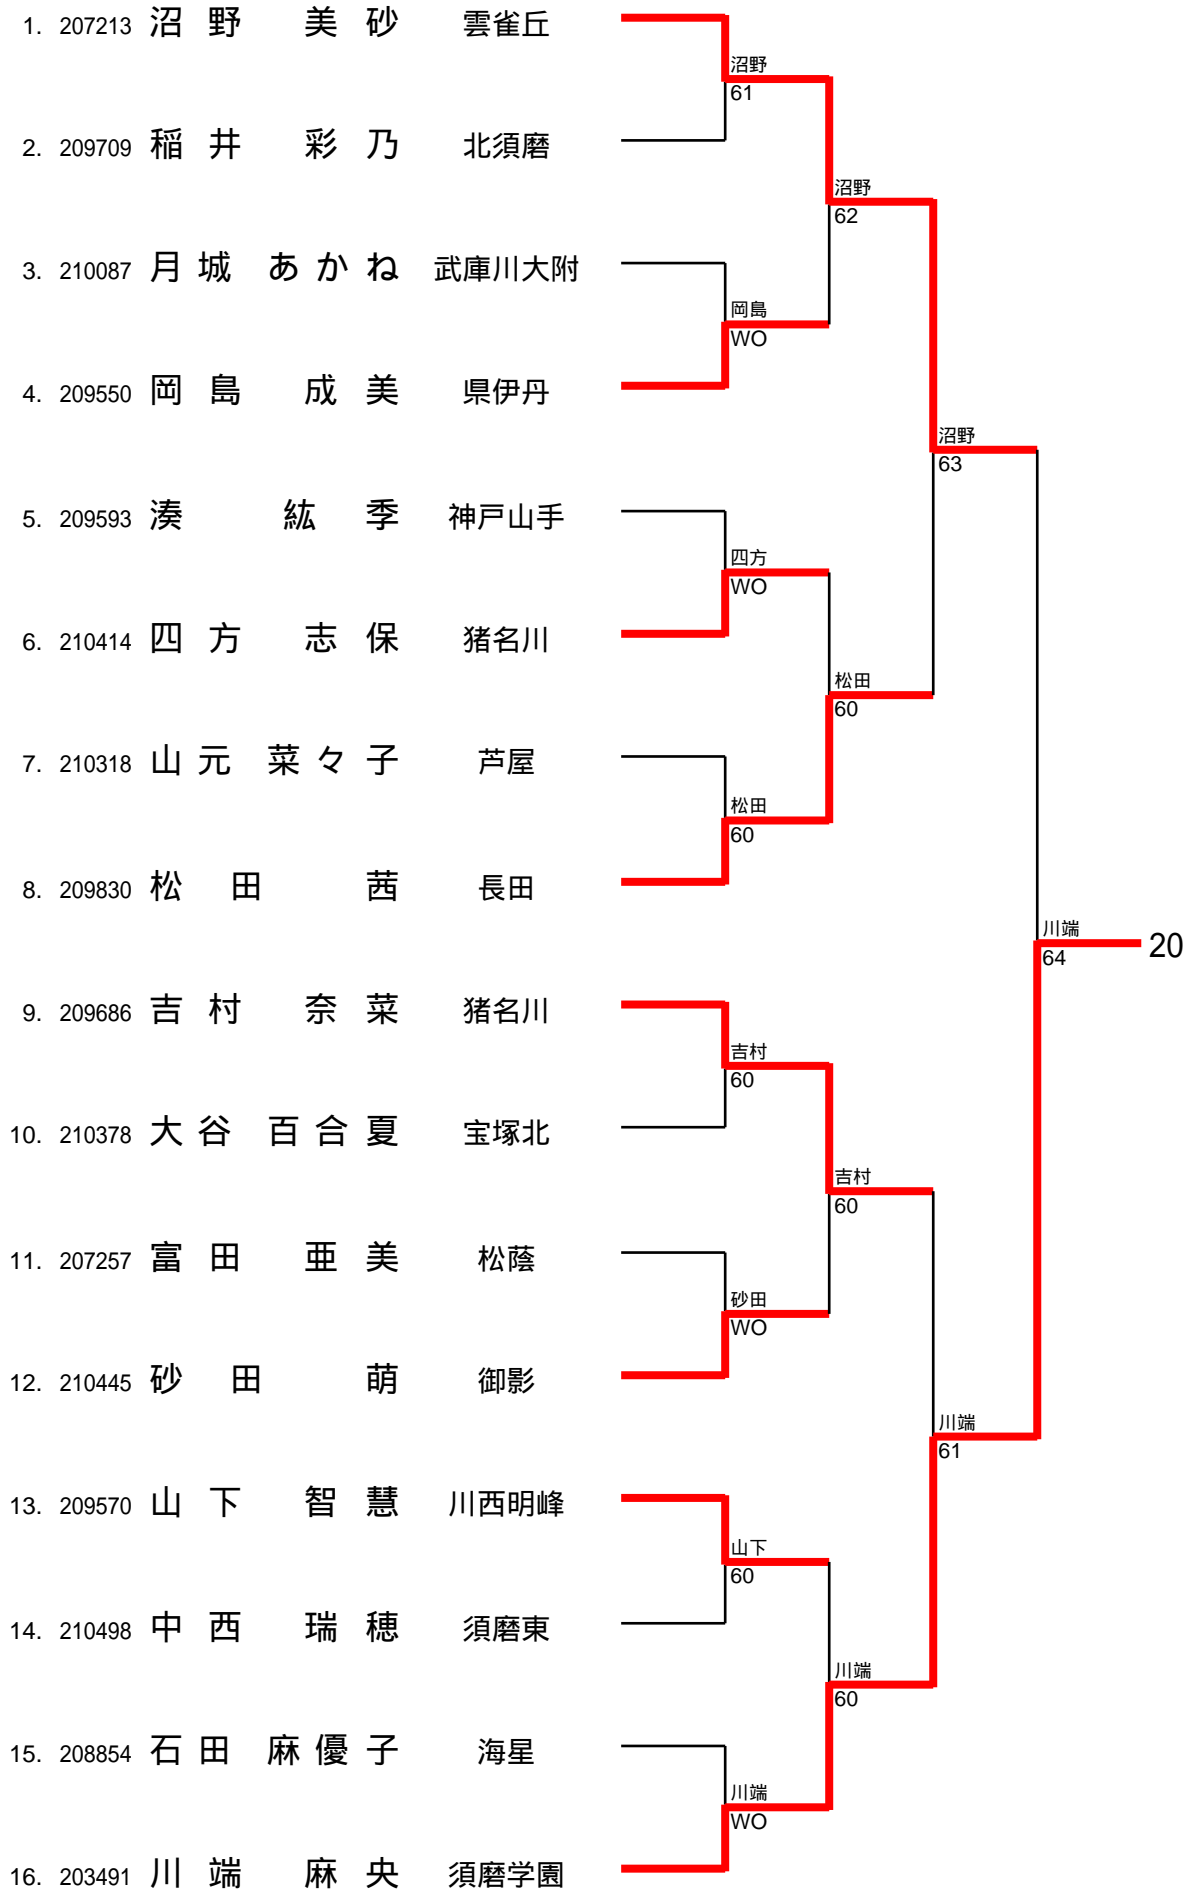 1. 207213 沼野 美砂 雲雀丘
沼野
61
2. 209709 稲井 彩乃 北須磨
沼野
62
3. 210087 月城 あかね 武庫川大附
岡島
WO
4. 209550 岡島 成美 県伊丹
沼野
63
5. 209593 湊 紘季 神戸山手
四方
WO
6. 210414 四方 志保 猪名川
松田
60
7. 210318 山元 菜々子 芦屋
松田
60
8. 209830 松田 茜 長田
川端
64
20
9. 209686 吉村 奈菜 猪名川
吉村
60
10. 210378 大谷 百合夏 宝塚北
吉村
60
11. 207257 富田 亜美 松蔭
砂田
WO
12. 210445 砂田 萌 御影
川端
61
13. 209570 山下 智慧 川西明峰
山下
60
14. 210498 中西 瑞穂 須磨東
川端
60
15. 208854 石田 麻優子 海星
川端
WO
16. 203491 川端 麻央 須磨学園